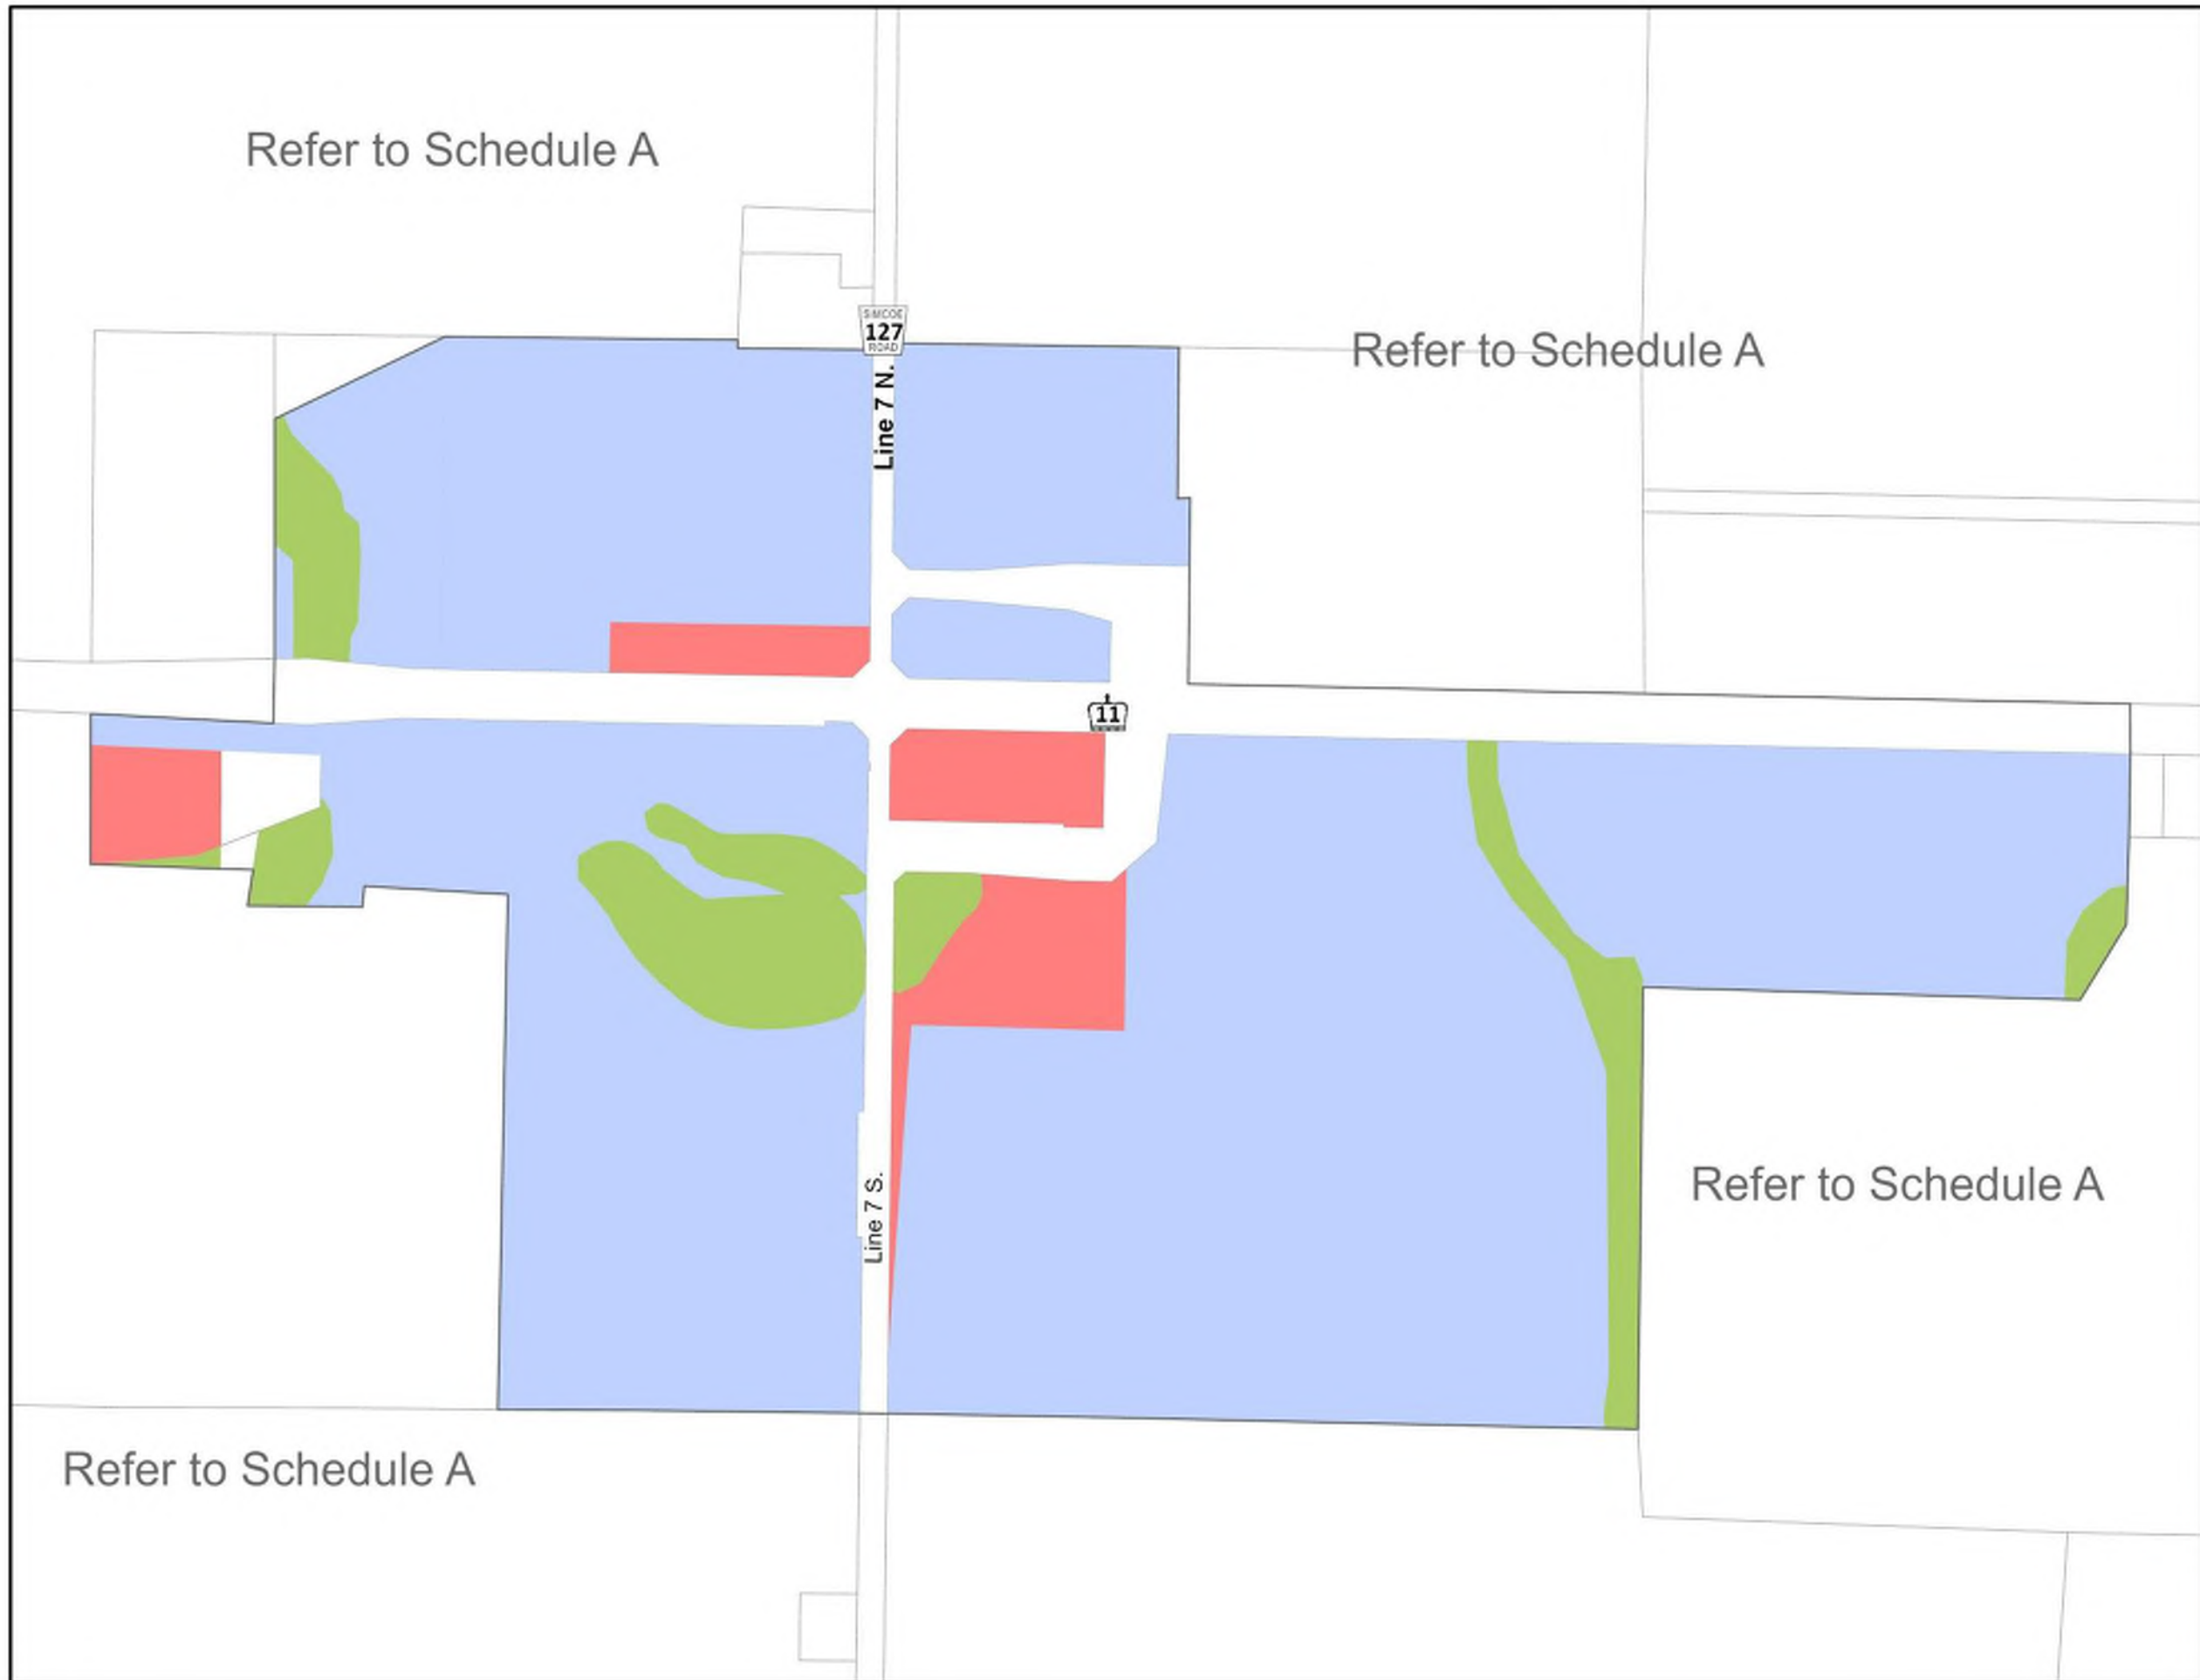 Refer to Schedule A
SIMCOE
127
ROAD
Refer to Schedule A
Line 7 N.
11
Refer to Schedule A
Line 7 S.
Refer to Schedule A